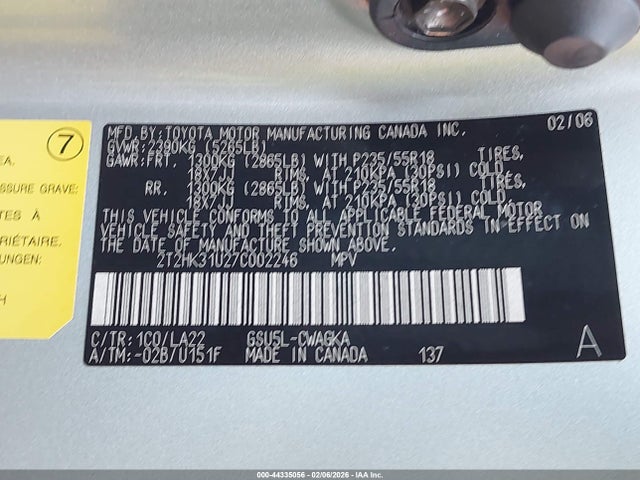 7
EA.
ESSURE GRAVE:
TES À
PRIÉTAIRE.
UNGEN:
H
MFD.BY:TOYOTA MOTOR MANUFACTURING CANADA INC. 02/06
GVWR:2390KG (5265LB)
GAWR:FRT. 1300KG (2865LB) WITH P235/55R18 TIRES,
18X7JJ RIMS, AT 210KPA (30PSI) COLD
RR. 1300KG (2865LB) WITH P235/55R18 TIRES,
18X7JJ RIMS, AT 210KPA (30PSI) COLD
THIS VEHICLE CONFORMS TO ALL APPLICABLE FEDERAL MOTOR
VEHICLE SAFETY AND THEFT PREVENTION STANDARDS IN EFFECT ON
THE DATE OF MANUFACTURE SHOWN ABOVE.
2T2HK31U27C002246 MPV
C/TR:1C0/LA22 GSU5L-CWAGKA
A/TM:-02B/U151F MADE IN CANADA 137 A
000-44335056 - 02/06/2026 - IAA Inc.